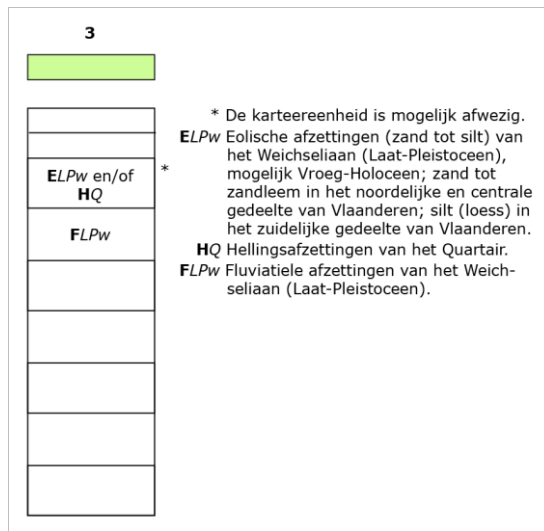 3
* De karteereenheid is mogelijk afwezig.
ELPw Eolische afzettingen (zand tot silt) van
het Weichseliaan (Laat-Pleistoceen),
mogelijk Vroeg-Holoceen; zand tot
zandleem in het noordelijke en centrale
gedeelte van Vlaanderen; silt (loess) in
het zuidelijke gedeelte van Vlaanderen.
HQ Hellingsafzettingen van het Quartair.
FLPw Fluviatiele afzettingen van het Weich-
seliaan (Laat-Pleistoceen).
ELPw en/of *
HQ
FLPw